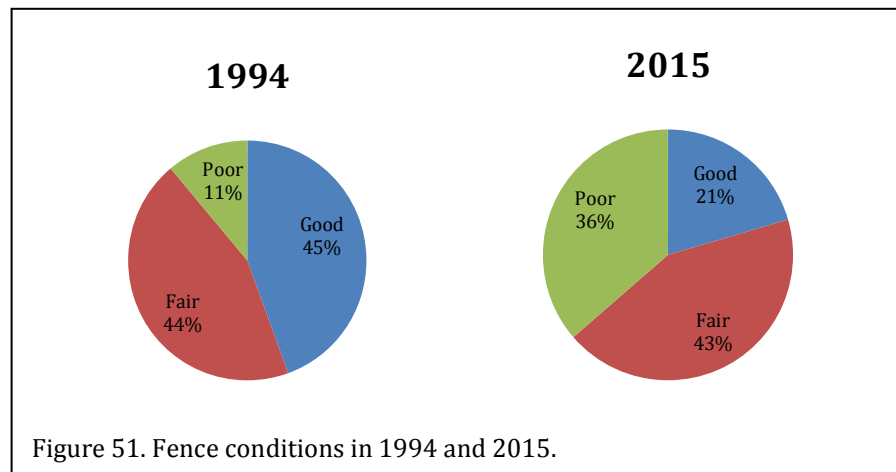 1994
Poor
11%
Good
45%
Fair
44%
2015
Good
21%
Poor
36%
Fair
43%
Figure 51. Fence conditions in 1994 and 2015.